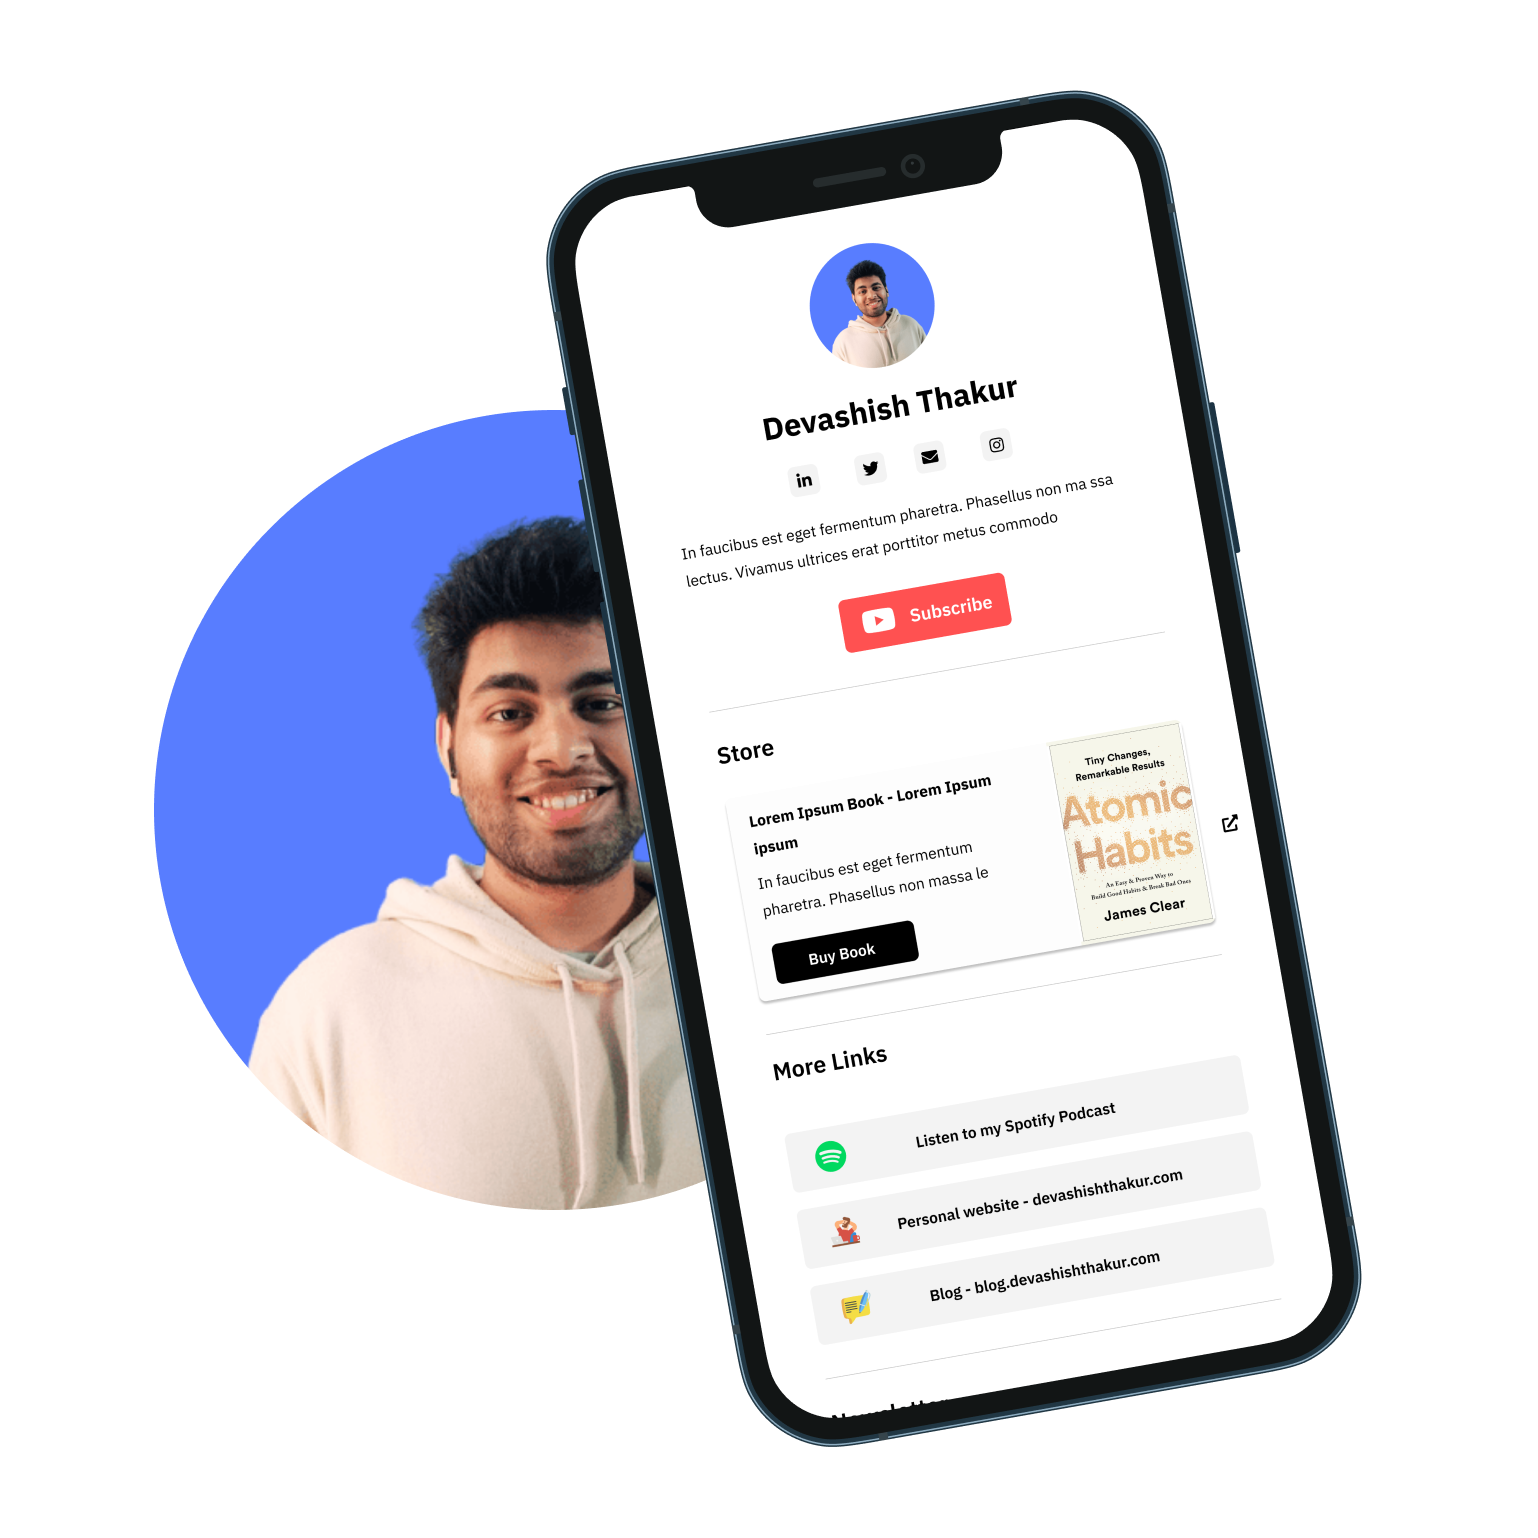 Devashish Thakur
in
In faucibus est eget fermentum pharetra. Phasellus non ma ssa
lectus. Vivamus ultrices erat porttitor metus commodo
Subscribe
Store
Lorem Ipsum Book - Lorem Ipsum
ipsum
In faucibus est eget fermentum
pharetra. Phasellus non massa le
Buy Book
Tiny Changes,
Remarkable Results
Atomic
Habits
An Easy & Proven Way to
Build Good Habits & Break Bad Ones
James Clear
More Links
Listen to my Spotify Podcast
Personal website - devashishthakur.com
Blog - blog.devashishthakur.com